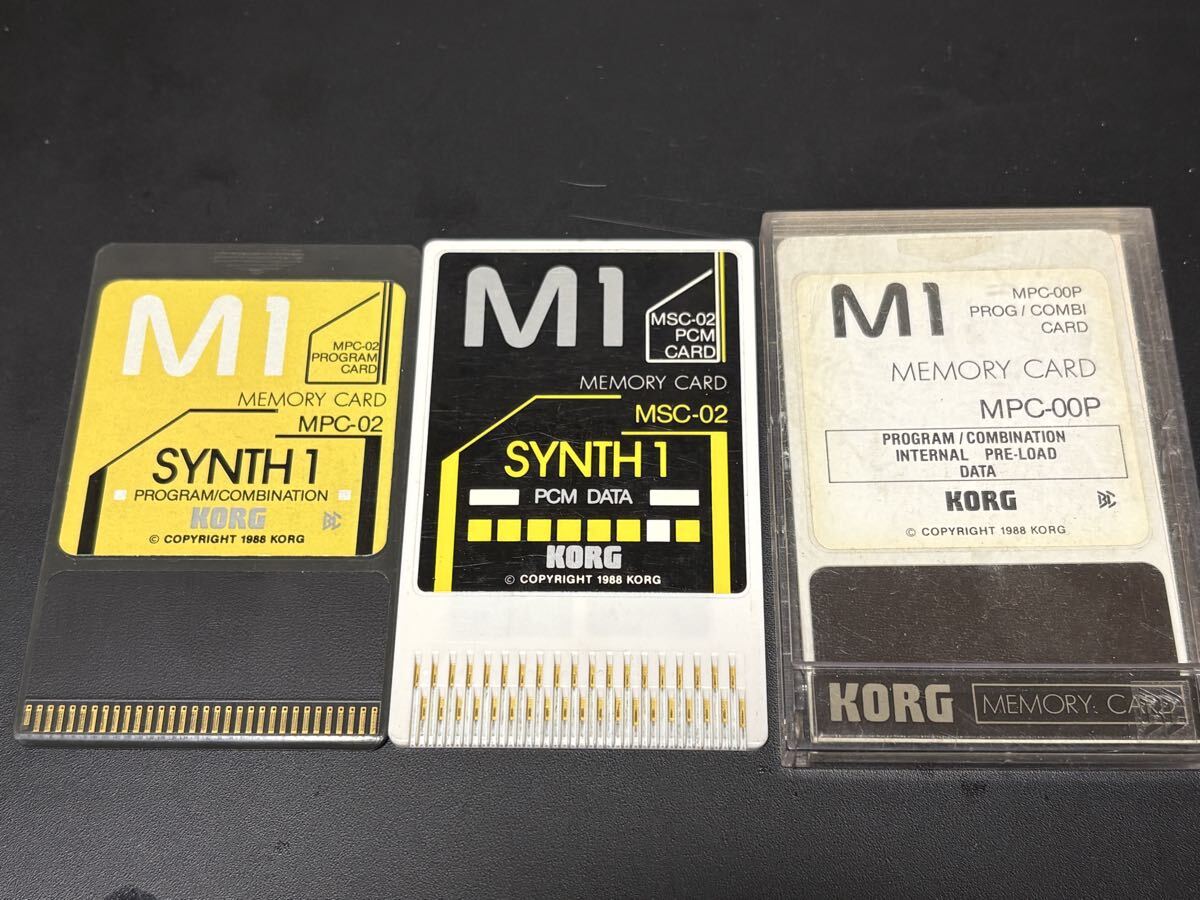 M1
MPC-02
PROGRAM
CARD
MEMORY CARD
MPC-02
SYNTH 1
PROGRAM/COMBINATION
KORG
© COPYRIGHT 1988 KORG
M1
MSC-02
PCM
CARD
MEMORY CARD
MSC-02
SYNTH 1
PCM DATA
KORG
© COPYRIGHT 1988 KORG
M1
MPC-00P
PROG / COMBI
CARD
MEMORY CARD
MPC-00P
PROGRAM / COMBINATION
INTERNAL PRE-LOAD
DATA
KORG
© COPYRIGHT 1988 KORG
KORG MEMORY CARD